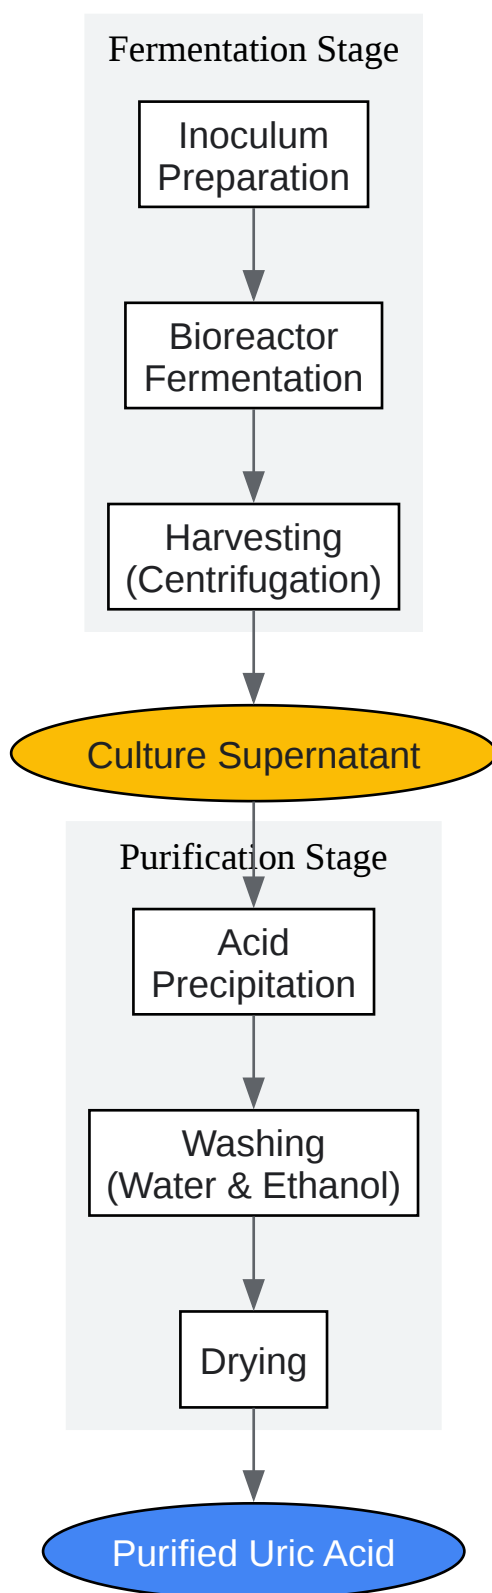 Fermentation Stage
Inoculum
Preparation
Bioreactor
Fermentation
Harvesting
(Centrifugation)
Culture Supernatant
Purification Stage
Acid
Precipitation
Washing
(Water & Ethanol)
Drying
Purified Uric Acid